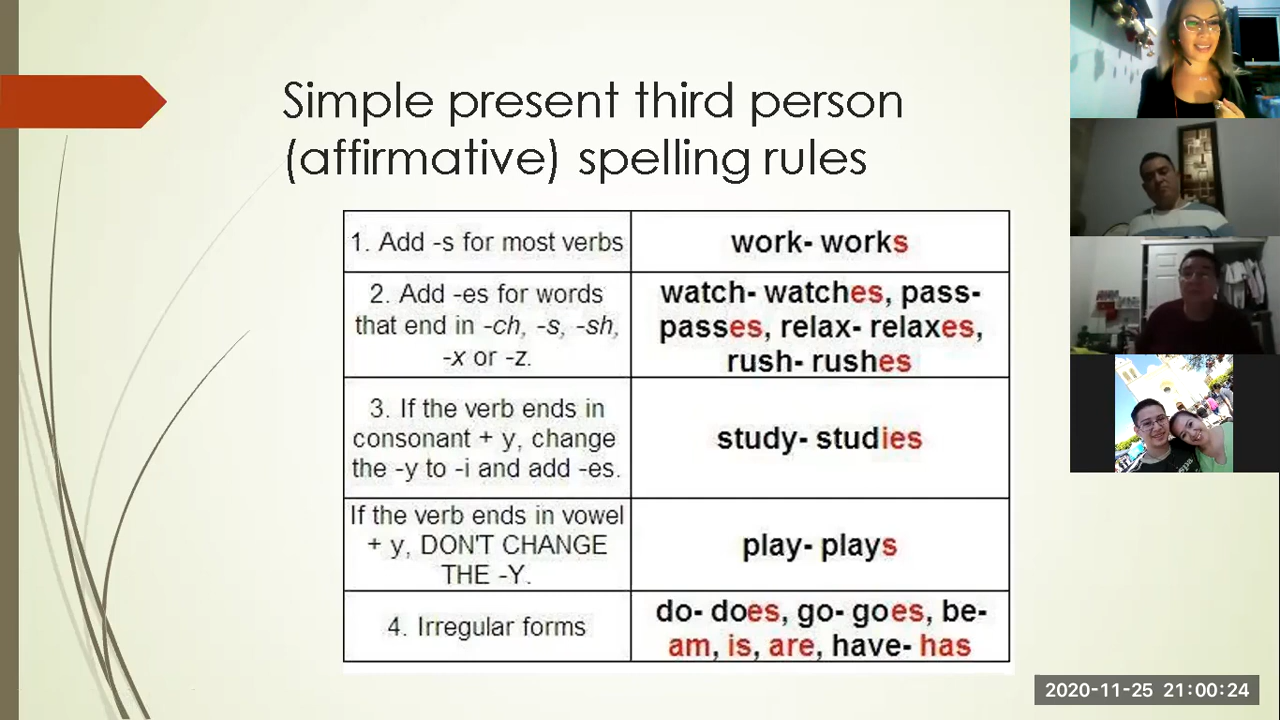 Simple present third person
(affirmative) spelling rules
1. Add -s for most verbs
work- works
2. Add -es for words
that end in -ch, -s, -sh,
-x or -z.
watch- watches, pass-
passes, relax- relaxes,
rush- rushes
3. If the verb ends in
consonant + y, change
the -y to -i and add -es.
study- studies
If the verb ends in vowel
+ y, DON'T CHANGE
THE -Y.
play- plays
4. Irregular forms
do- does, go- goes, be-
am, is, are, have- has
2020-11-25 21:00:24